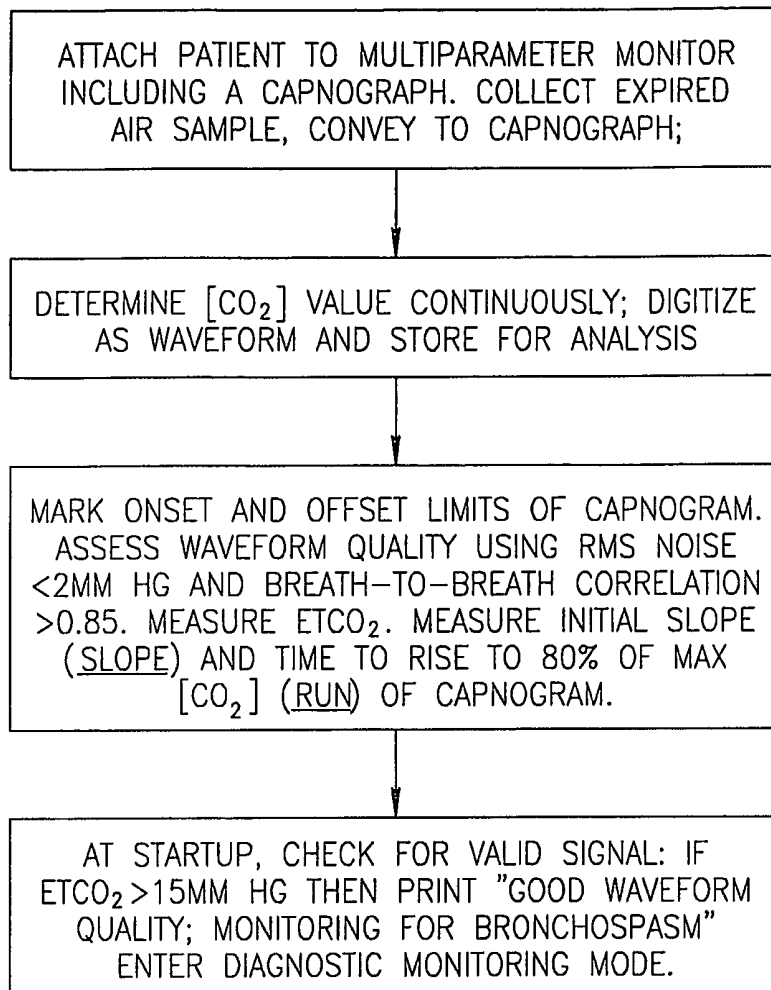 ATTACH PATIENT TO MULTIPARAMETER MONITOR
INCLUDING A CAPNOGRAPH. COLLECT EXPIRED
AIR SAMPLE, CONVEY TO CAPNOGRAPH;
DETERMINE [CO₂] VALUE CONTINUOUSLY; DIGITIZE
AS WAVEFORM AND STORE FOR ANALYSIS
MARK ONSET AND OFFSET LIMITS OF CAPNOGRAM.
ASSESS WAVEFORM QUALITY USING RMS NOISE
<2MM HG AND BREATH-TO-BREATH CORRELATION
>0.85. MEASURE ETCO₂. MEASURE INITIAL SLOPE
(SLOPE) AND TIME TO RISE TO 80% OF MAX
[CO₂] (RUN) OF CAPNOGRAM.
AT STARTUP, CHECK FOR VALID SIGNAL: IF
ETCO₂>15MM HG THEN PRINT "GOOD WAVEFORM
QUALITY; MONITORING FOR BRONCHOSPASM"
ENTER DIAGNOSTIC MONITORING MODE.